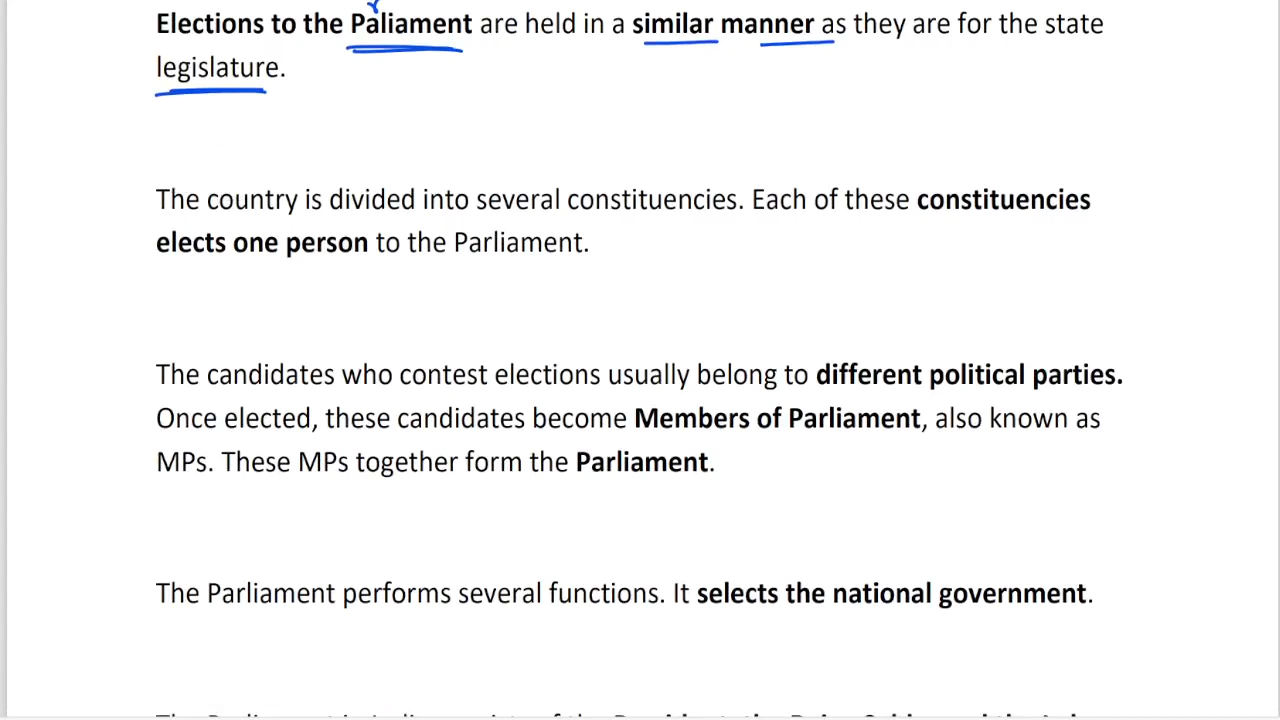 Elections to the Paliament are held in a similar manner as they are for the state
legislature.
The country is divided into several constituencies. Each of these constituencies
elects one person to the Parliament.
The candidates who contest elections usually belong to different political parties.
Once elected, these candidates become Members of Parliament, also known as
MPs. These MPs together form the Parliament.
The Parliament performs several functions. It selects the national government.